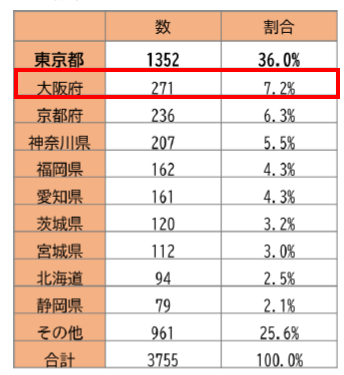 数 割合
東京都 1352 36.0%
大阪府 271 7.2%
京都府 236 6.3%
神奈川県 207 5.5%
福岡県 162 4.3%
愛知県 161 4.3%
茨城県 120 3.2%
宮城県 112 3.0%
北海道 94 2.5%
静岡県 79 2.1%
その他 961 25.6%
合計 3755 100.0%